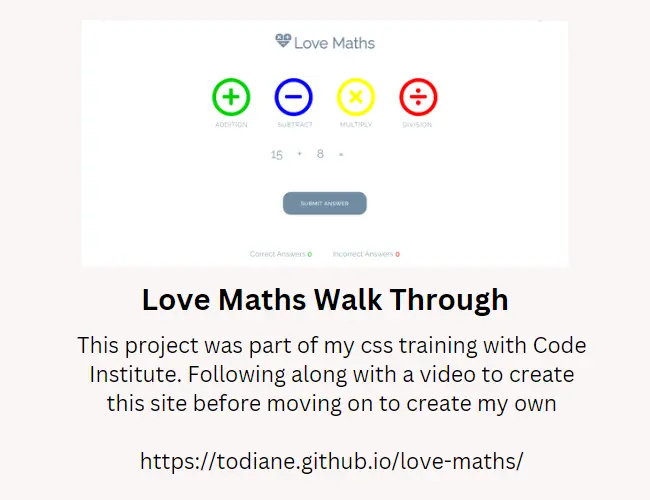 Love Maths
ADDITION SUBTRACT MULTIPLY DIVISION
15 + 8 =
SUBMIT ANSWER
Correct Answers 0 Incorrect Answers 0
Love Maths Walk Through
This project was part of my css training with Code
Institute. Following along with a video to create
this site before moving on to create my own
https://todiane.github.io/love-maths/